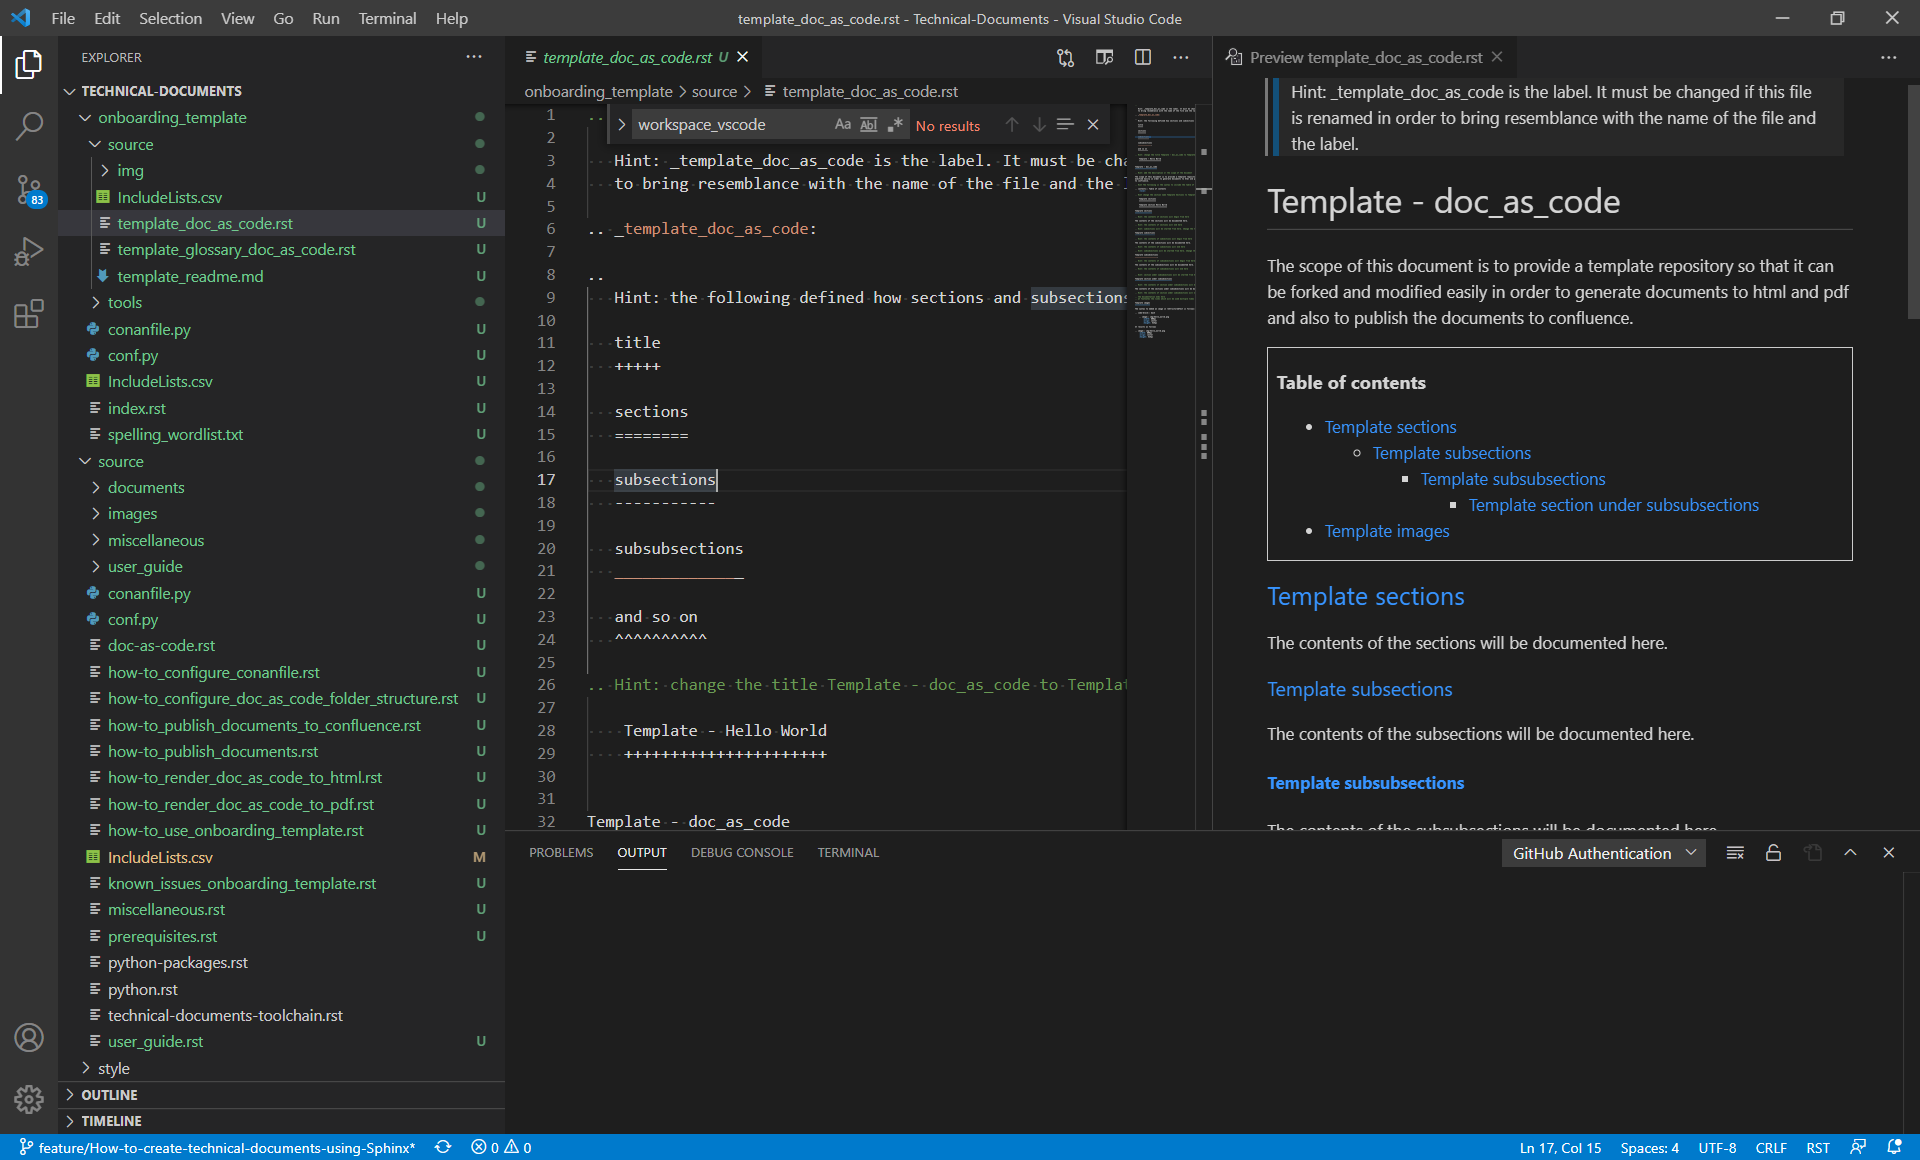 File Edit Selection View Go Run Terminal Help
template_doc_as_code.rst - Technical-Documents - Visual Studio Code
EXPLORER
TECHNICAL-DOCUMENTS
onboarding_template
source
img
IncludeLists.csv U
template_doc_as_code.rst U
template_glossary_doc_as_code.rst U
template_readme.md U
tools
conanfile.py U
conf.py U
IncludeLists.csv U
index.rst U
spelling_wordlist.txt U
source
documents
images
miscellaneous
user_guide
conanfile.py U
conf.py U
doc-as-code.rst U
how-to_configure_conanfile.rst U
how-to_configure_doc_as_code_folder_structure.rst U
how-to_publish_documents_to_confluence.rst U
how-to_publish_documents.rst U
how-to_render_doc_as_code_to_html.rst U
how-to_render_doc_as_code_to_pdf.rst U
how-to_use_onboarding_template.rst U
IncludeLists.csv M
known_issues_onboarding_template.rst U
miscellaneous.rst U
prerequisites.rst U
python-packages.rst
python.rst
technical-documents-toolchain.rst
user_guide.rst U
style
OUTLINE
TIMELINE
83
template_doc_as_code.rst U
onboarding_template > source > template_doc_as_code.rst
workspace_vscode Aa Abl .* No results
1 ..
2
3 Hint: _template_doc_as_code is the label. It must be cha
4 to bring resemblance with the name of the file and the l
5
6 .. _template_doc_as_code:
7
8 ..
9 Hint: the following defined how sections and subsections
10
11 title
12 +++++
13
14 sections
15 ========
16
17 subsections
18 -----------
19
20 subsubsections
21 ______________
22
23 and so on
24 ^^^^^^^^^^
25
26 .. Hint: change the title Template - doc_as_code to Templat
27
28 Template - Hello World
29 ++++++++++++++++++++++
30
31
32 Template - doc_as_code
Preview template_doc_as_code.rst
Hint: _template_doc_as_code is the label. It must be changed if this file
is renamed in order to bring resemblance with the name of the file and
the label.
Template - doc_as_code
The scope of this document is to provide a template repository so that it can
be forked and modified easily in order to generate documents to html and pdf
and also to publish the documents to confluence.
Table of contents
Template sections
Template subsections
Template subsubsections
Template section under subsubsections
Template images
Template sections
The contents of the sections will be documented here.
Template subsections
The contents of the subsections will be documented here.
Template subsubsections
The contents of the subsubsections will be documented here.
PROBLEMS OUTPUT DEBUG CONSOLE TERMINAL
GitHub Authentication
feature/How-to-create-technical-documents-using-Sphinx* 0 0
Ln 17, Col 15 Spaces: 4 UTF-8 CRLF RST